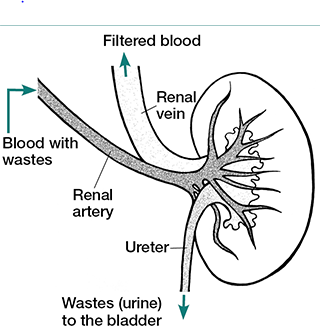 Filtered blood
Renal
vein
Blood with
wastes
Renal
artery
Ureter
Wastes (urine)
to the bladder